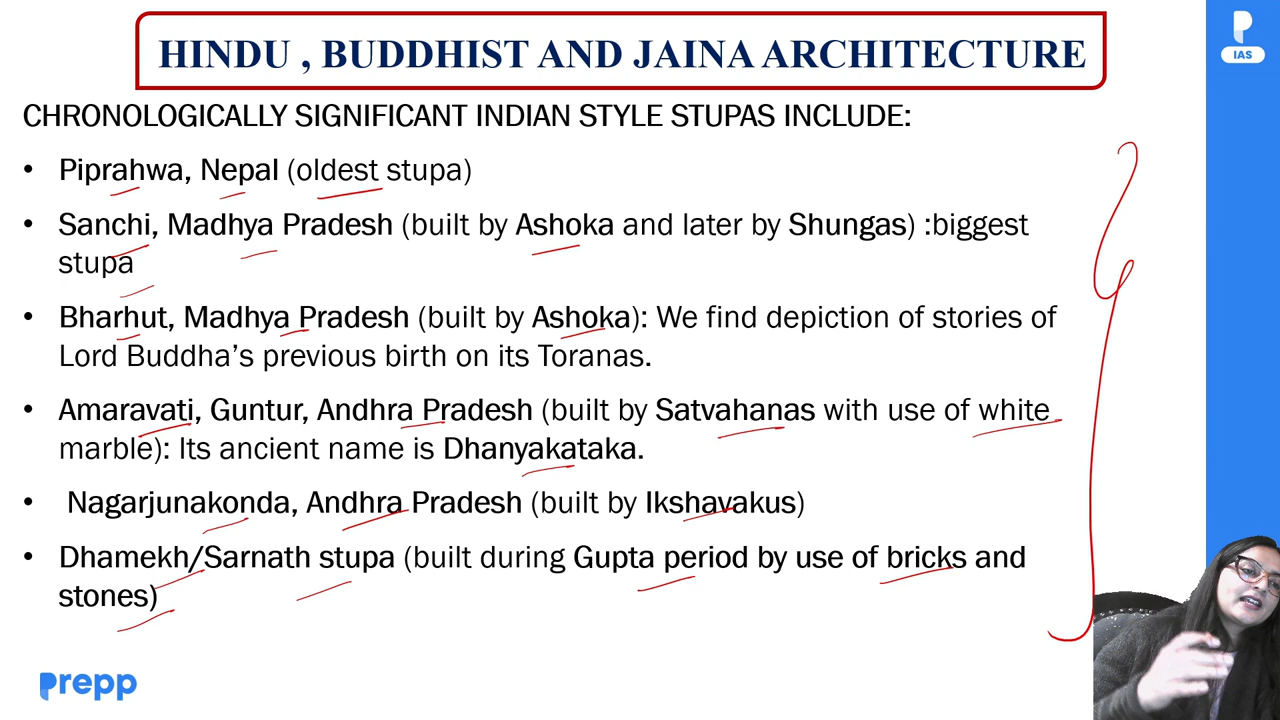 HINDU , BUDDHIST AND JAINA ARCHITECTURE
IAS
CHRONOLOGICALLY SIGNIFICANT INDIAN STYLE STUPAS INCLUDE:
• Piprahwa, Nepal (oldest stupa)
• Sanchi, Madhya Pradesh (built by Ashoka and later by Shungas) :biggest
stupa
• Bharhut, Madhya Pradesh (built by Ashoka): We find depiction of stories of
Lord Buddha’s previous birth on its Toranas.
• Amaravati, Guntur, Andhra Pradesh (built by Satvahanas with use of white
marble): Its ancient name is Dhanyakataka.
• Nagarjunakonda, Andhra Pradesh (built by Ikshavakus)
• Dhamekh/Sarnath stupa (built during Gupta period by use of bricks and
stones)
prepp